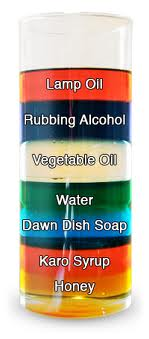 Lamp Oil
Rubbing Alcohol
Vegetable Oil
Water
Dawn Dish Soap
Karo Syrup
Honey